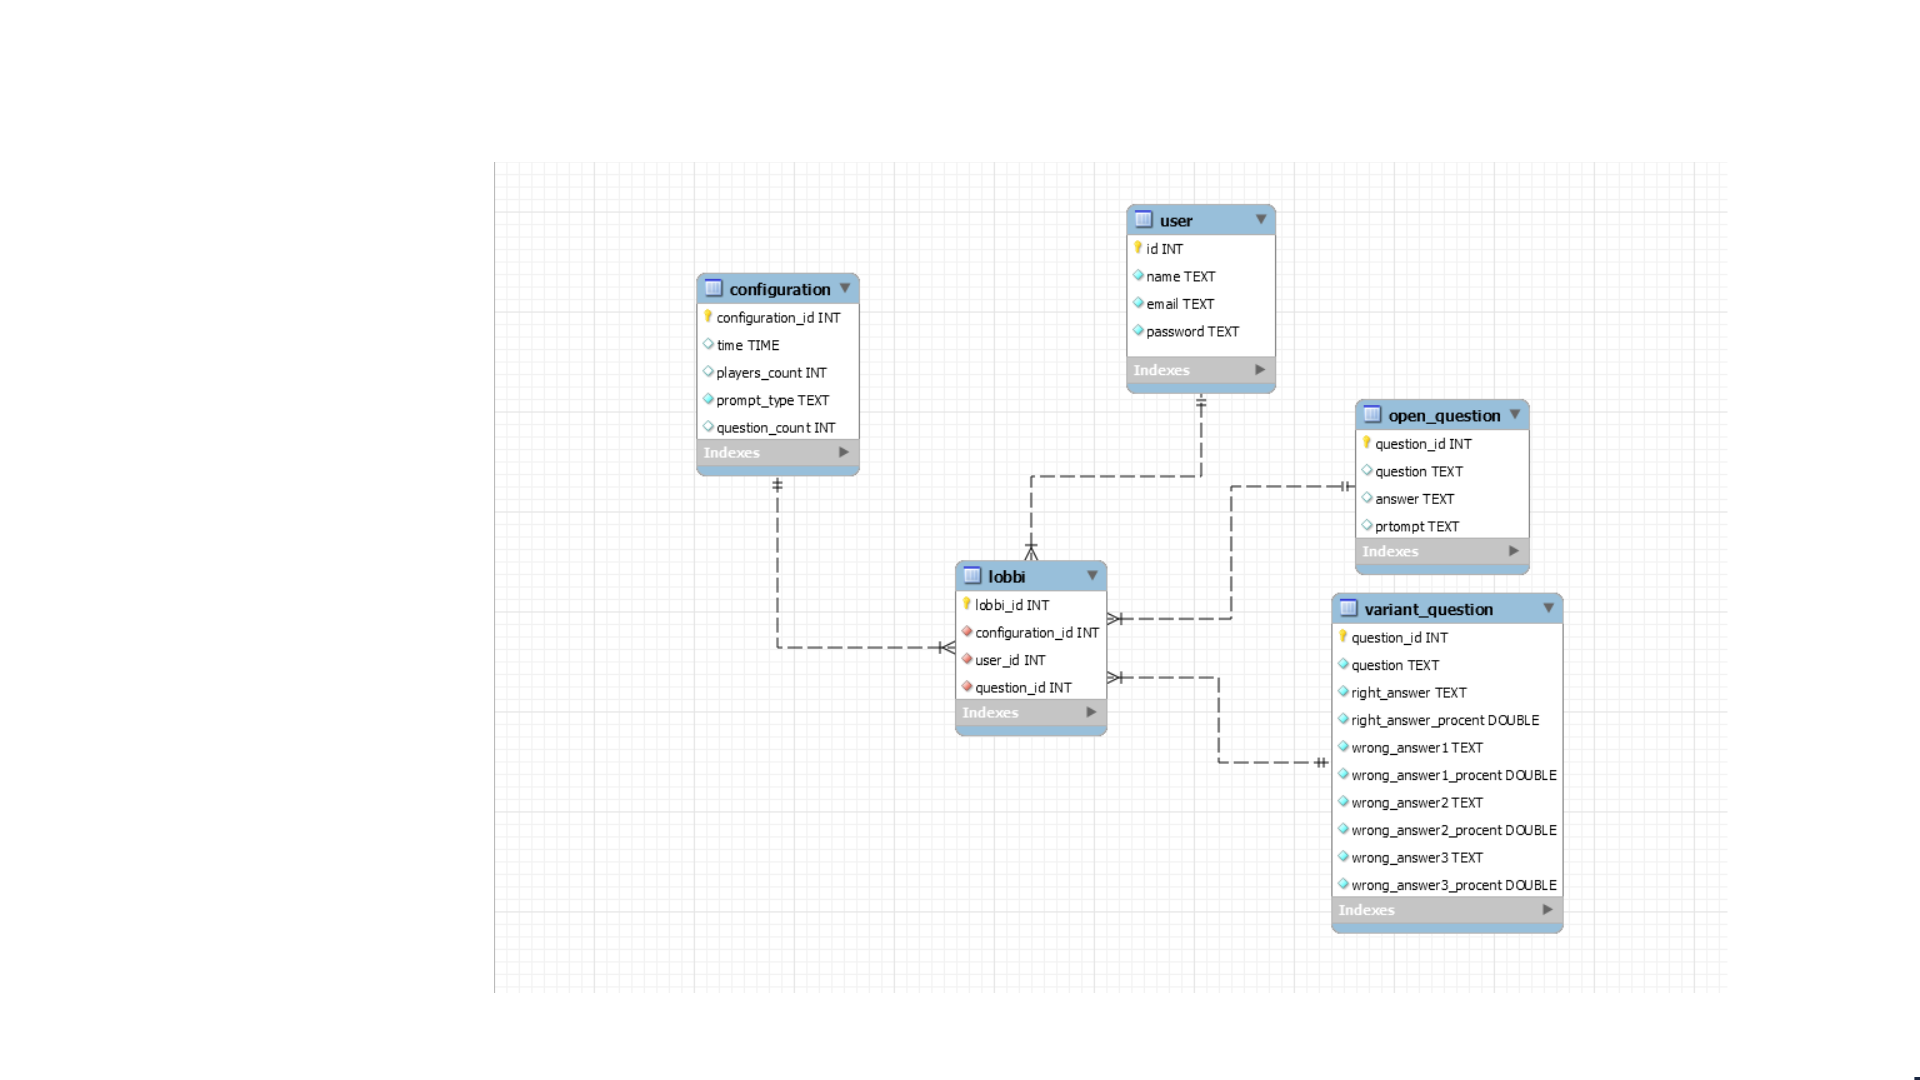 user
id INT
name TEXT
email TEXT
password TEXT
Indexes
configuration
configuration_id INT
time TIME
players_count INT
prompt_type TEXT
question_count INT
Indexes
open_question
question_id INT
question TEXT
answer TEXT
prtompt TEXT
Indexes
lobbi
lobbi_id INT
configuration_id INT
user_id INT
question_id INT
Indexes
variant_question
question_id INT
question TEXT
right_answer TEXT
right_answer_procent DOUBLE
wrong_answer1 TEXT
wrong_answer1_procent DOUBLE
wrong_answer2 TEXT
wrong_answer2_procent DOUBLE
wrong_answer3 TEXT
wrong_answer3_procent DOUBLE
Indexes